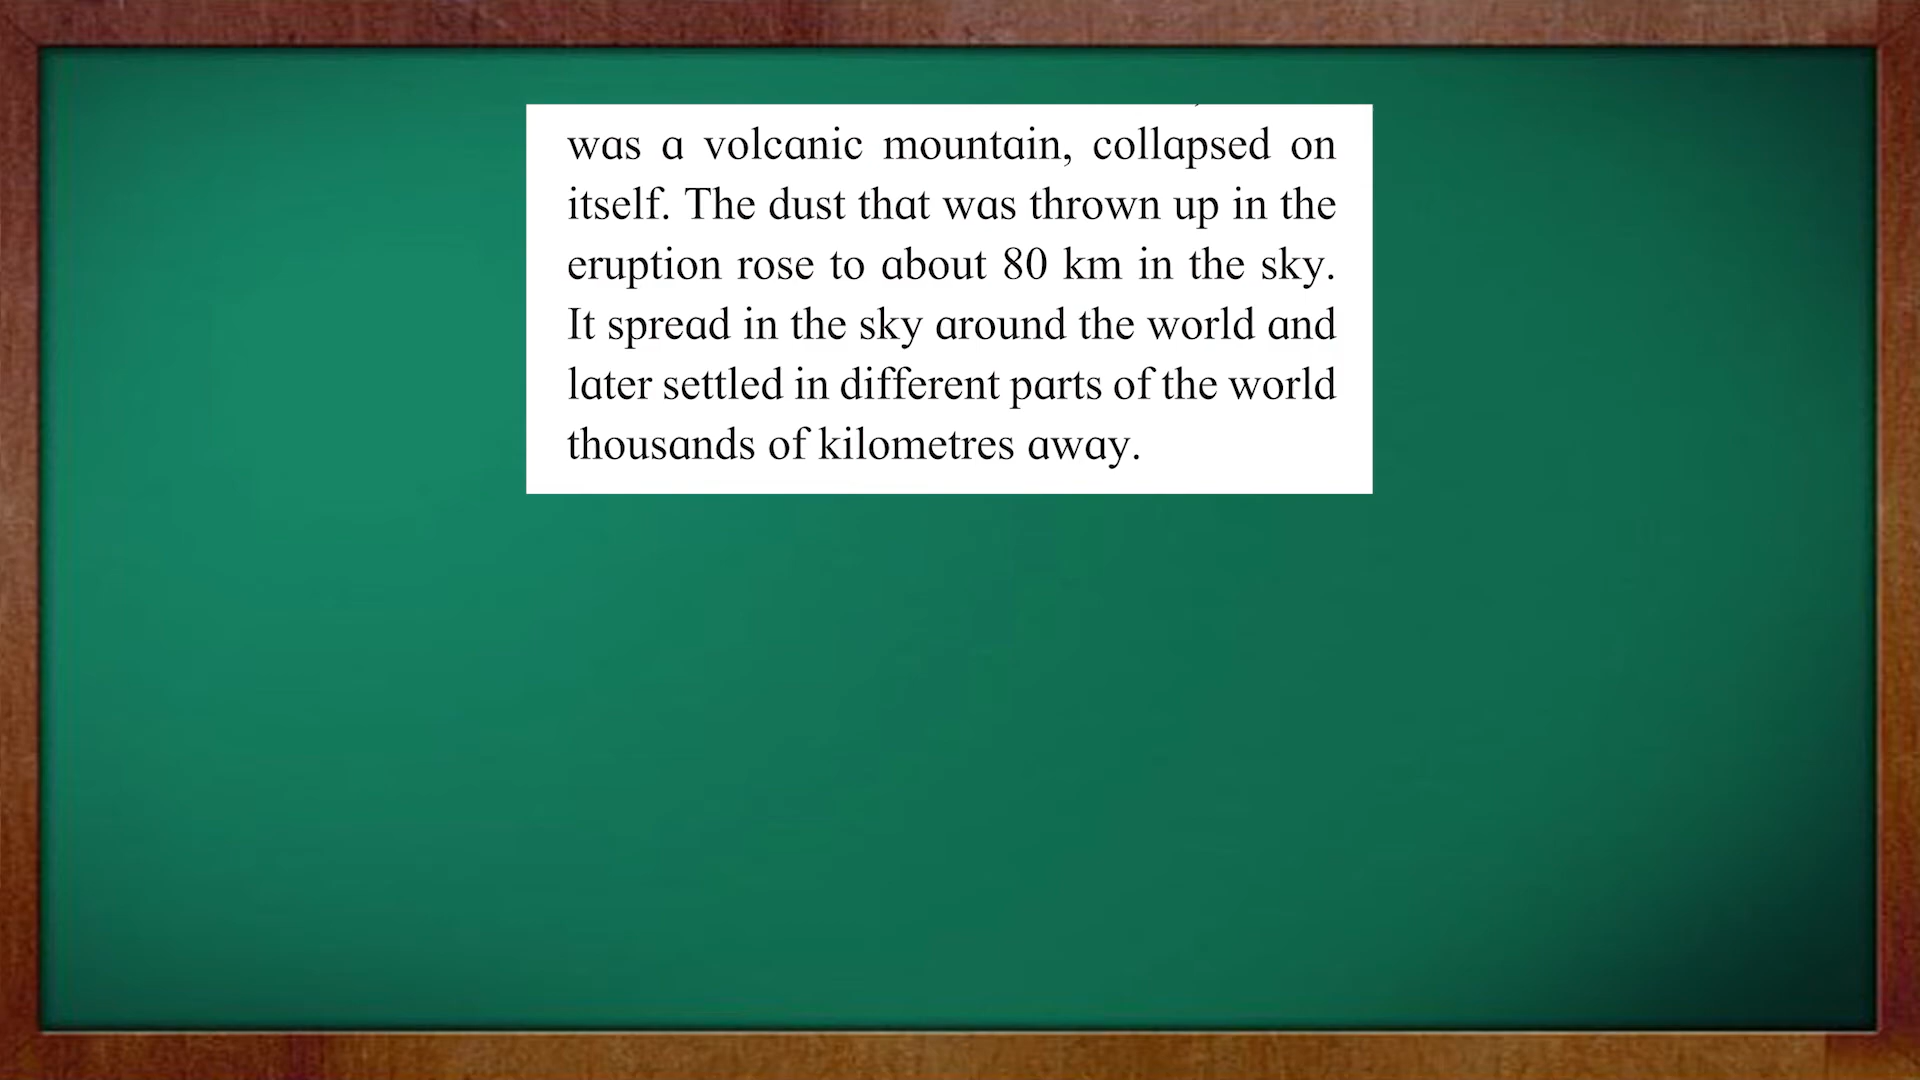 was a volcanic mountain, collapsed on
itself. The dust that was thrown up in the
eruption rose to about 80 km in the sky.
It spread in the sky around the world and
later settled in different parts of the world
thousands of kilometres away.